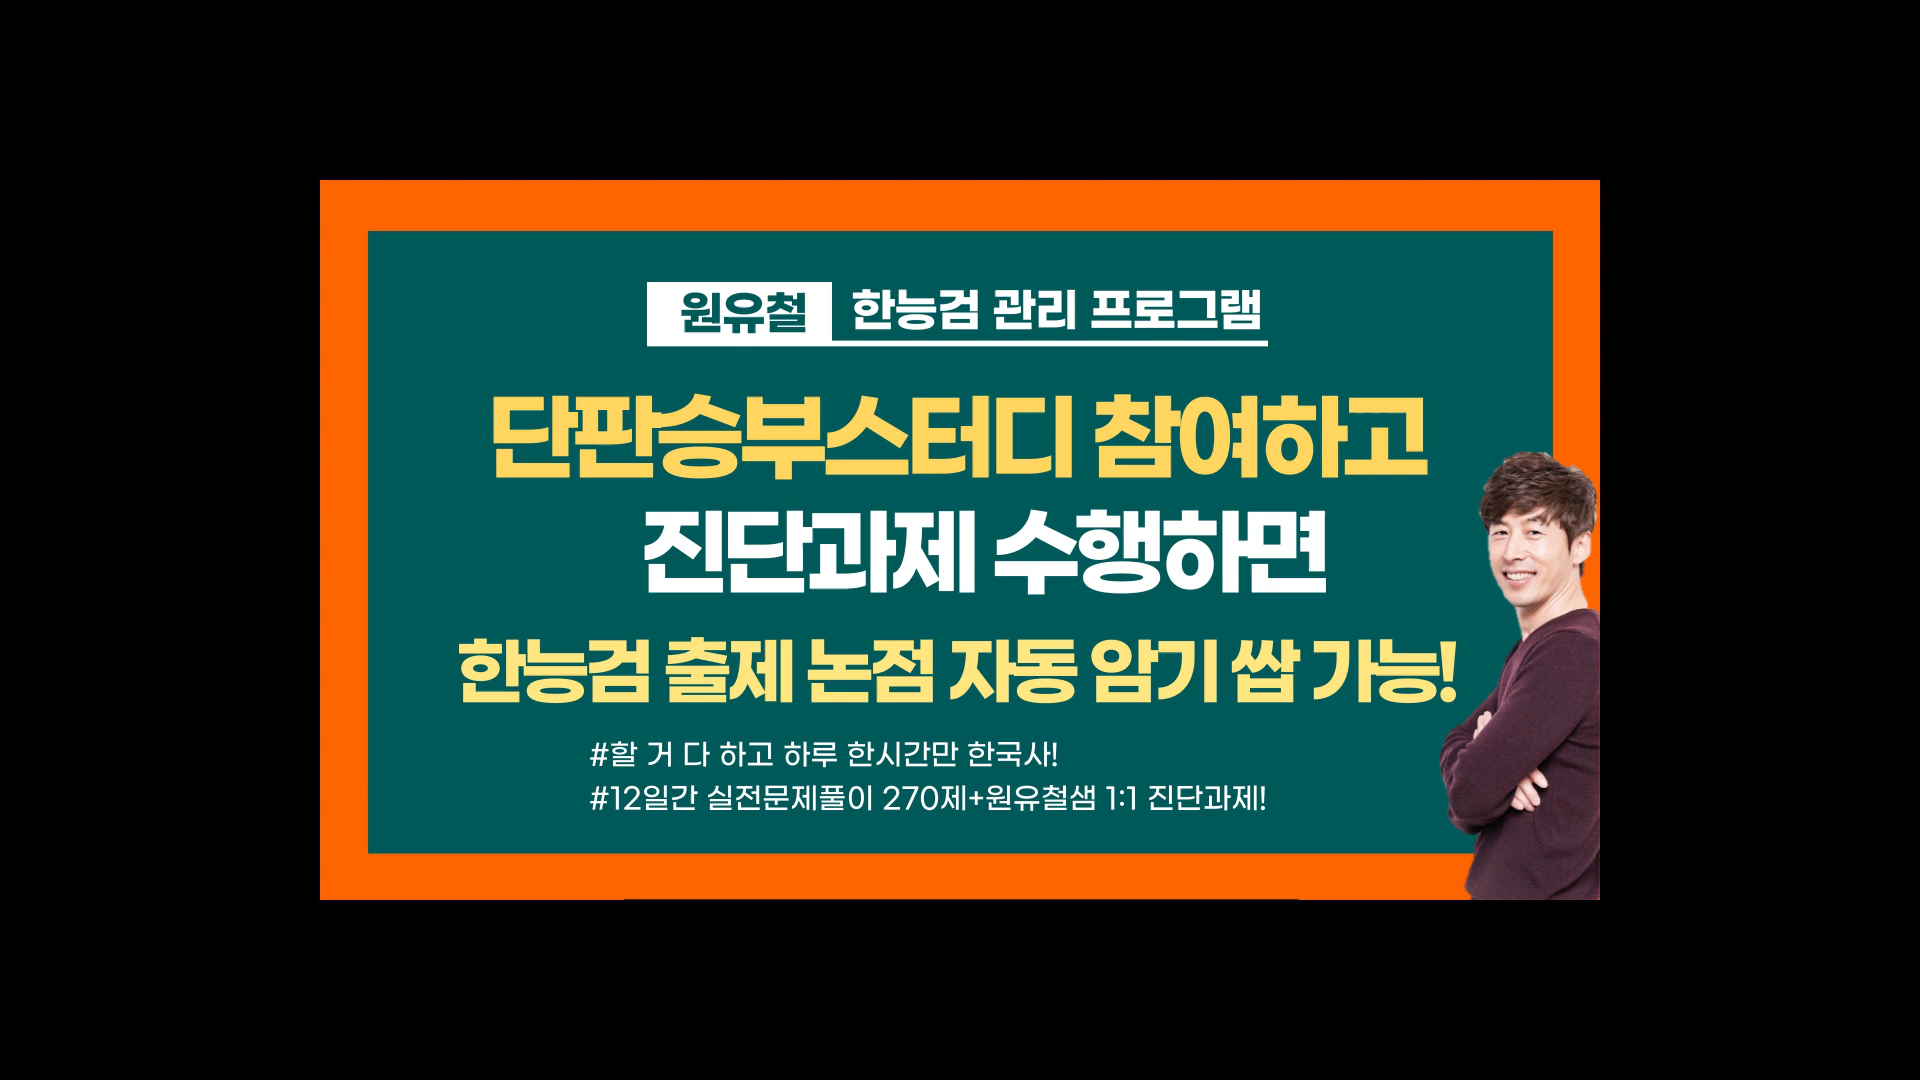 원유철 한능검 관리 프로그램
단판승부스터디 참여하고
진단과제 수행하면
한능검 출제 논점 자동 암기 쌉 가능!
#할 거 다 하고 하루 한시간만 한국사!
#12일간 실전문제풀이 270제+원유철샘 1:1 진단과제!